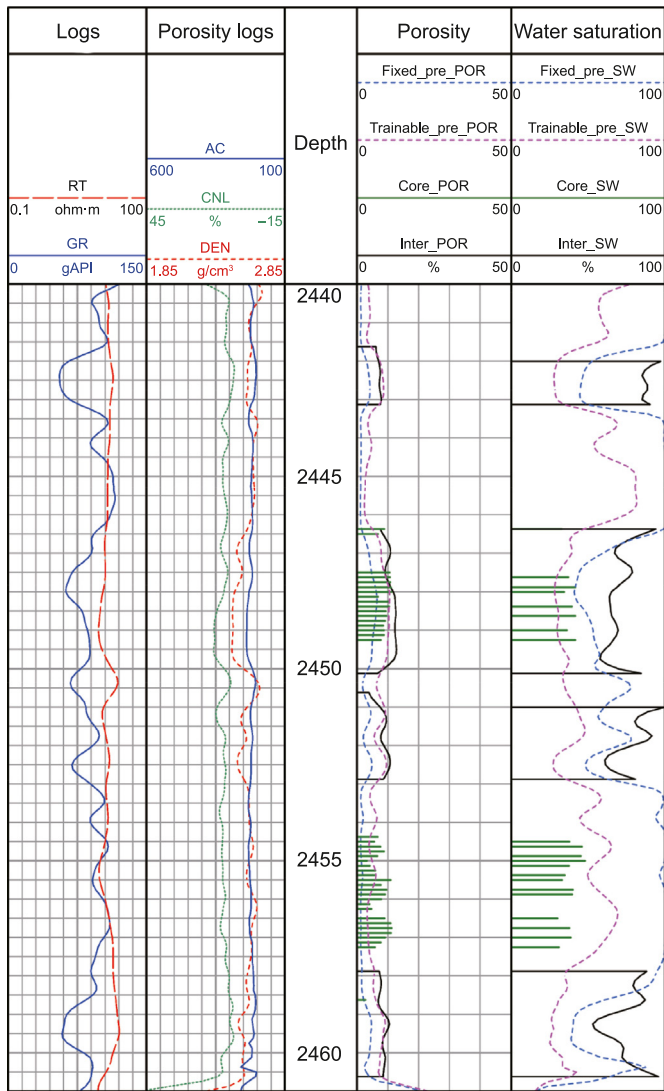 Logs Porosity logs Porosity Water saturation
Fixed_pre_POR Fixed_pre_SW
0 50 0 100
Trainable_pre_POR Trainable_pre_SW
Depth
0 50 0 100
AC
600 100
RT CNL Core_POR Core_SW
0.1 ohm·m 100 45 % −15 0 50 0 100
GR DEN Inter_POR Inter_SW
0 gAPI 150 1.85 g/cm³ 2.85 0 % 50 0 % 100
2440
2445
2450
2455
2460